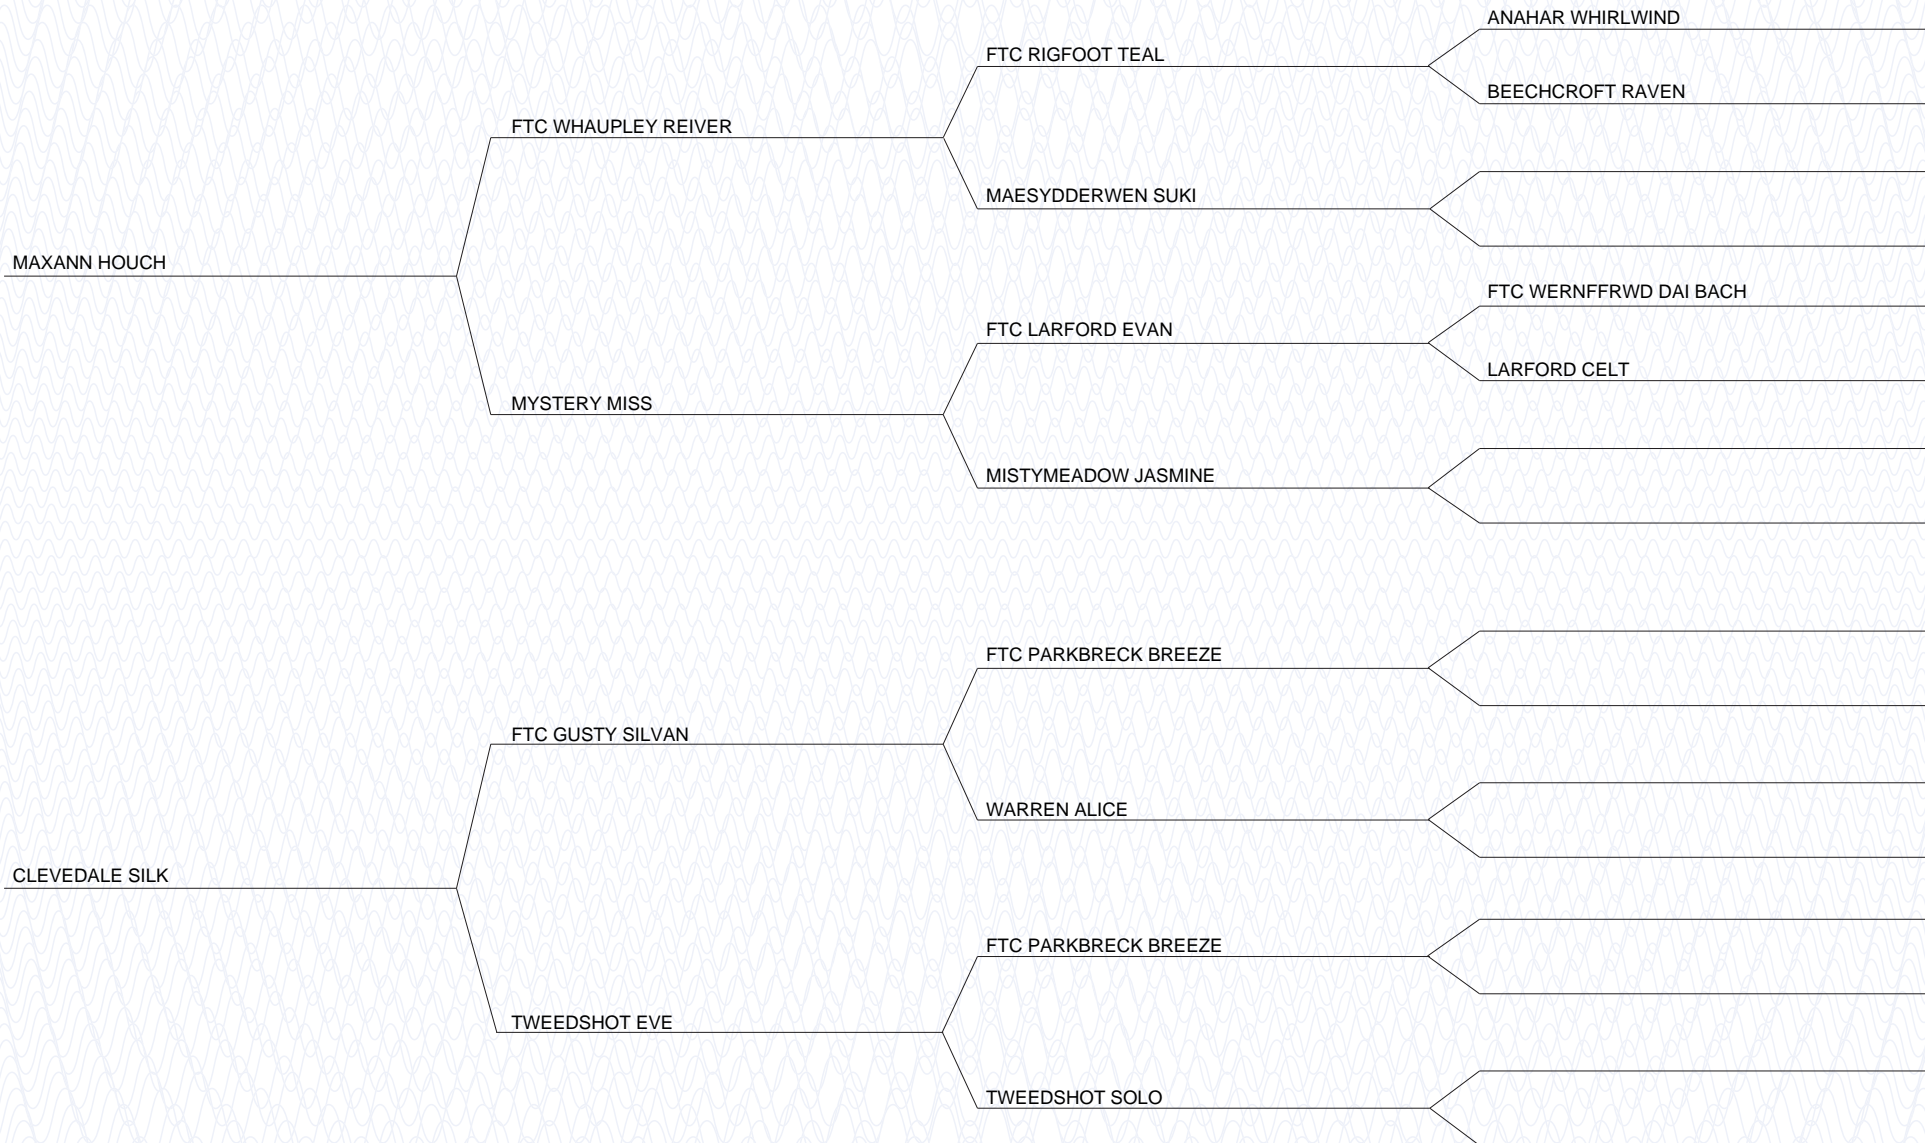 ANAHAR WHIRLWIND
FTC RIGFOOT TEAL
BEECHCROFT RAVEN
FTC WHAUPLEY REIVER
MAESYDDERWEN SUKI
MAXANN HOUCH
FTC WERNFFRWD DAI BACH
FTC LARFORD EVAN
LARFORD CELT
MYSTERY MISS
MISTYMEADOW JASMINE
FTC PARKBRECK BREEZE
FTC GUSTY SILVAN
WARREN ALICE
CLEVEDALE SILK
FTC PARKBRECK BREEZE
TWEEDSHOT EVE
TWEEDSHOT SOLO